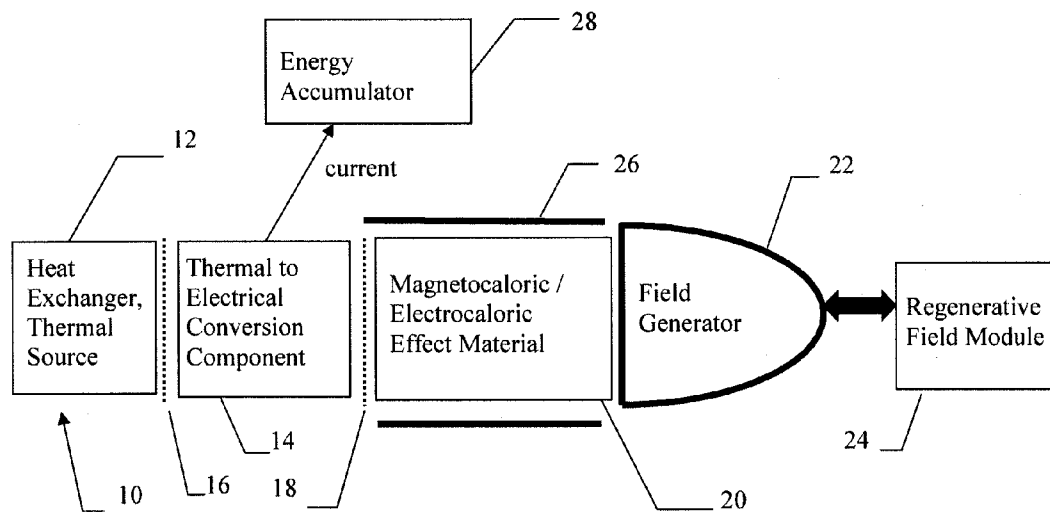 28
Energy
Accumulator
12
current
26
22
Heat
Exchanger,
Thermal
Source
Thermal to
Electrical
Conversion
Component
Magnetocaloric /
Electrocaloric
Effect Material
Field
Generator
Regenerative
Field Module
10
16
14
18
20
24